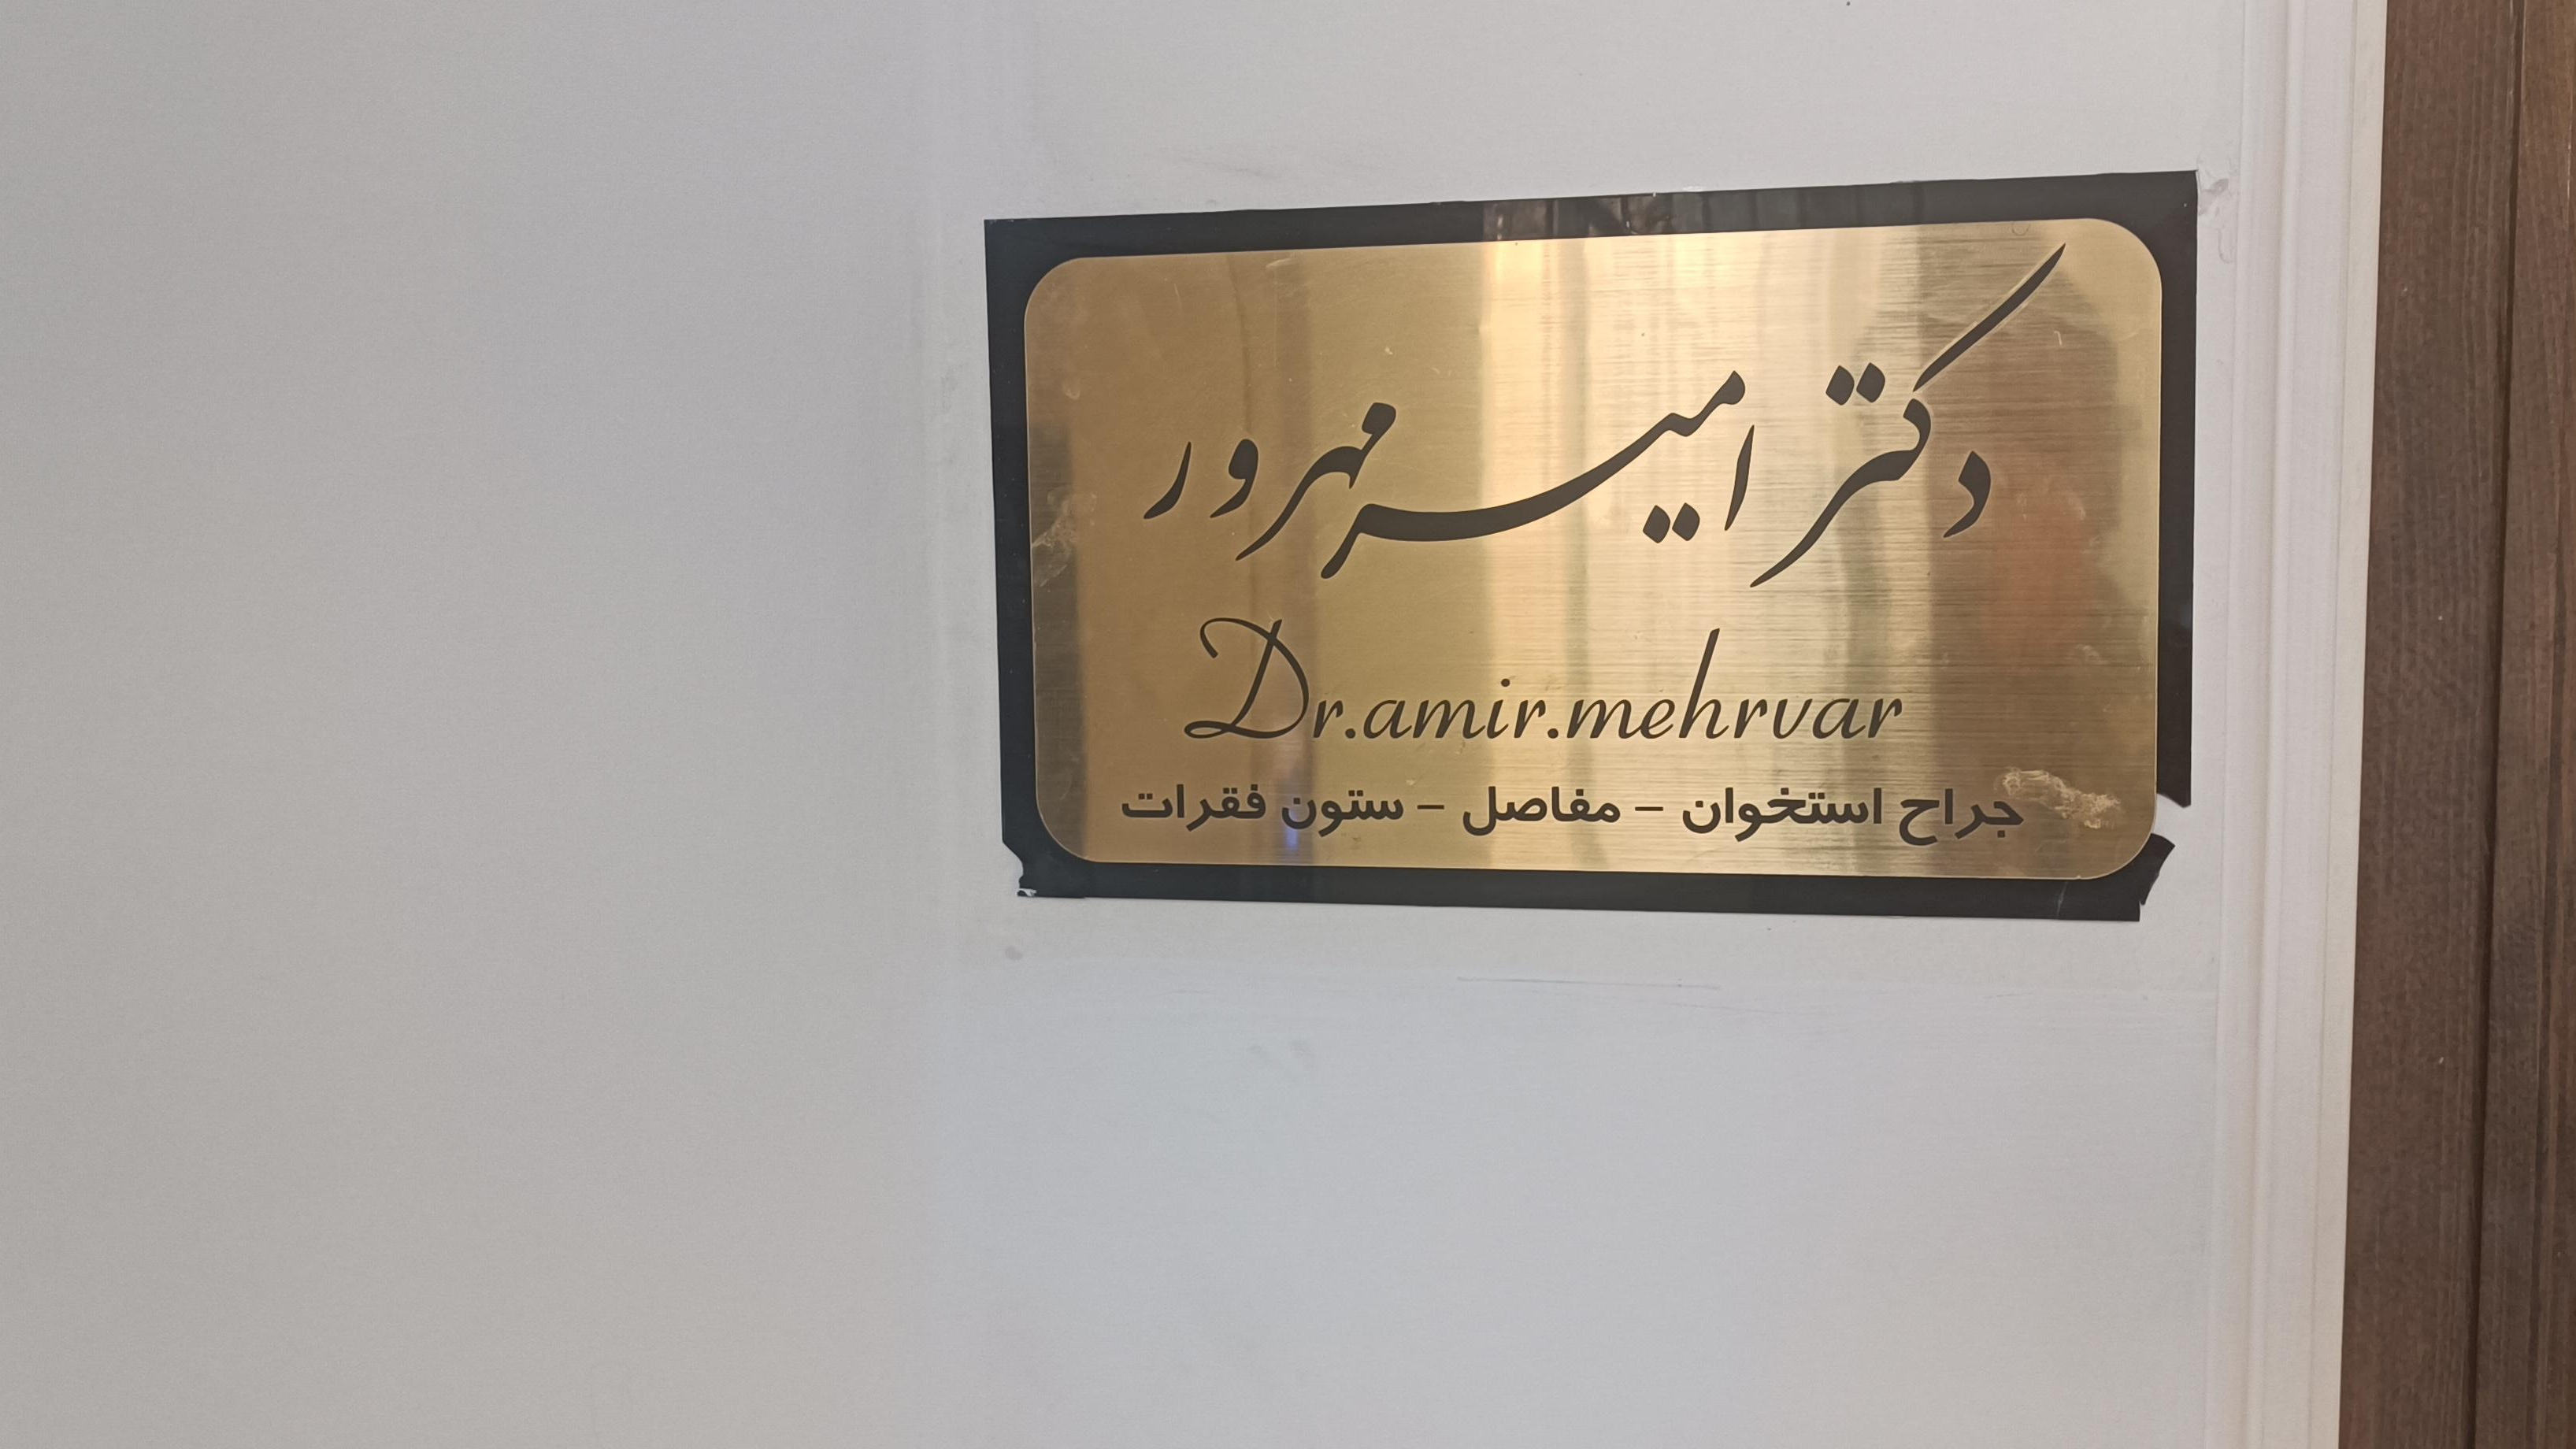 دکتر امیر مهرور
Dr.amir.mehrvar
جراح استخوان - مفاصل - ستون فقرات